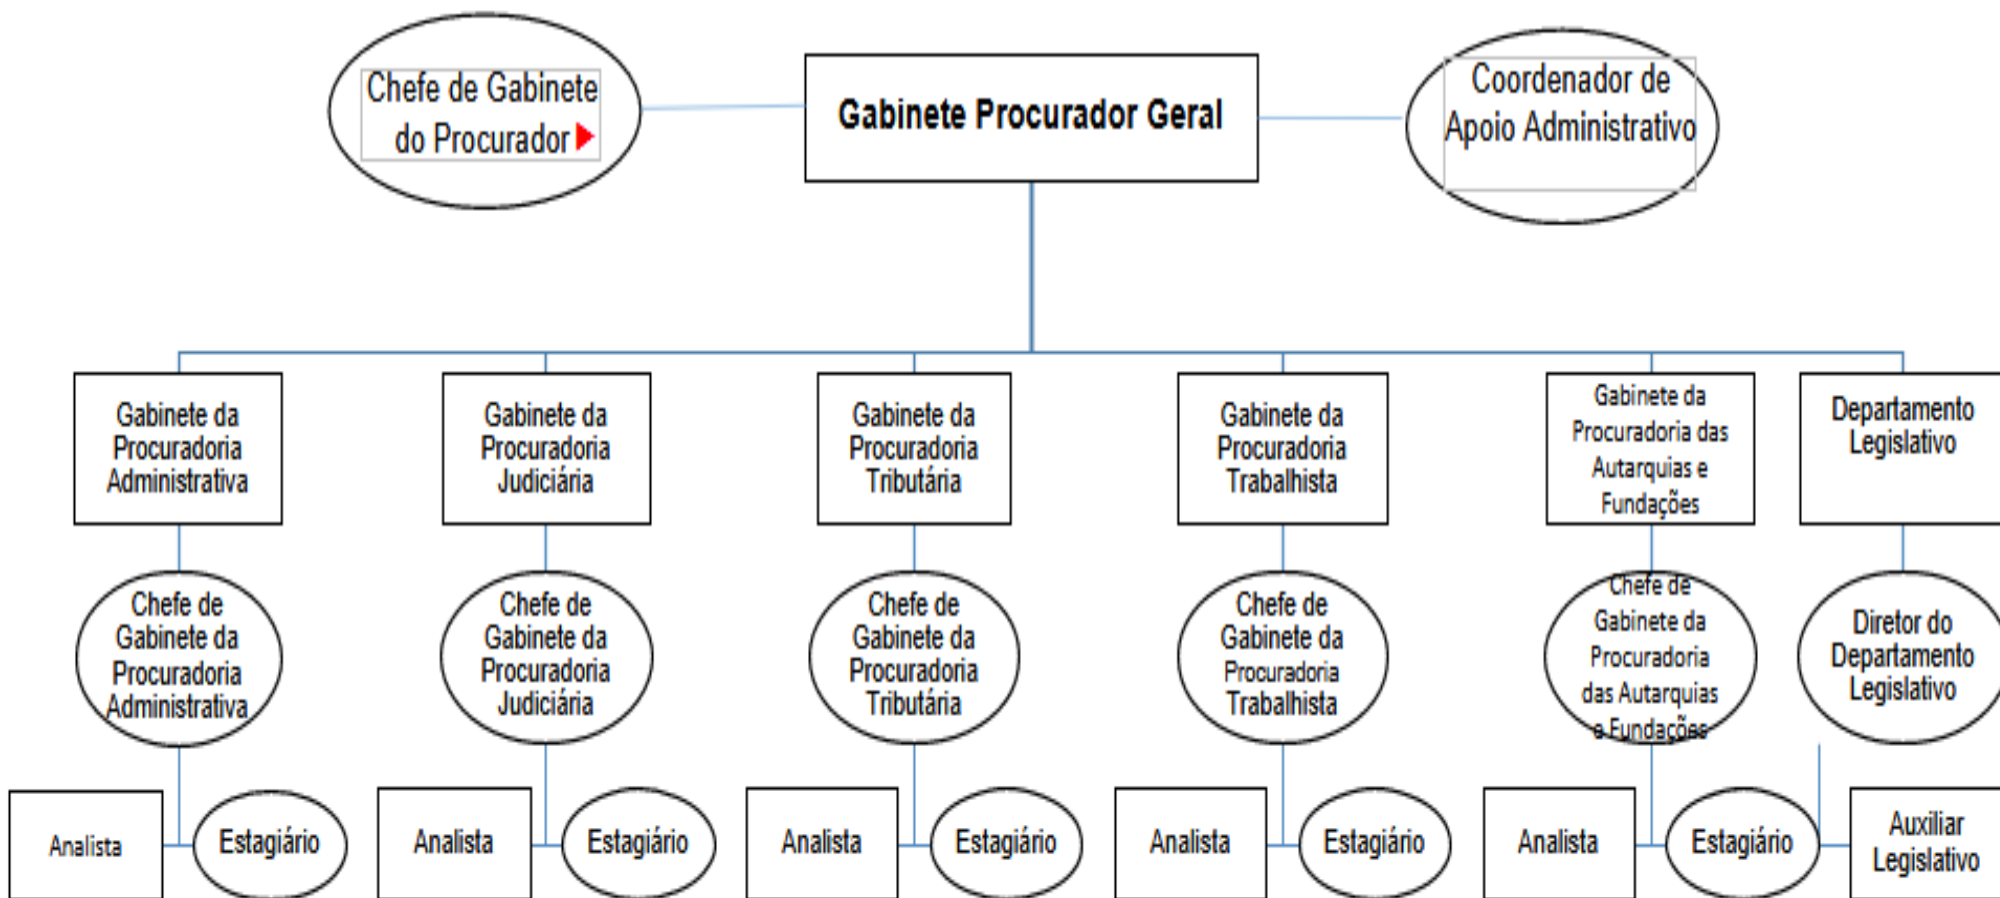 Chefe de Gabinete
do Procurador
Gabinete Procurador Geral
Coordenador de
Apoio Administrativo
Gabinete da
Procuradoria
Administrativa
Gabinete da
Procuradoria
Judiciária
Gabinete da
Procuradoria
Tributária
Gabinete da
Procuradoria
Trabalhista
Gabinete da
Procuradoria das
Autarquias e
Fundações
Departamento
Legislativo
Chefe de
Gabinete da
Procuradoria
Administrativa
Chefe de
Gabinete da
Procuradoria
Judiciária
Chefe de
Gabinete da
Procuradoria
Tributária
Chefe de
Gabinete da
Procuradoria
Trabalhista
Chefe de
Gabinete da
Procuradoria
das Autarquias
e Fundações
Diretor do
Departamento
Legislativo
Analista
Estagiário
Analista
Estagiário
Analista
Estagiário
Analista
Estagiário
Analista
Estagiário
Auxiliar
Legislativo